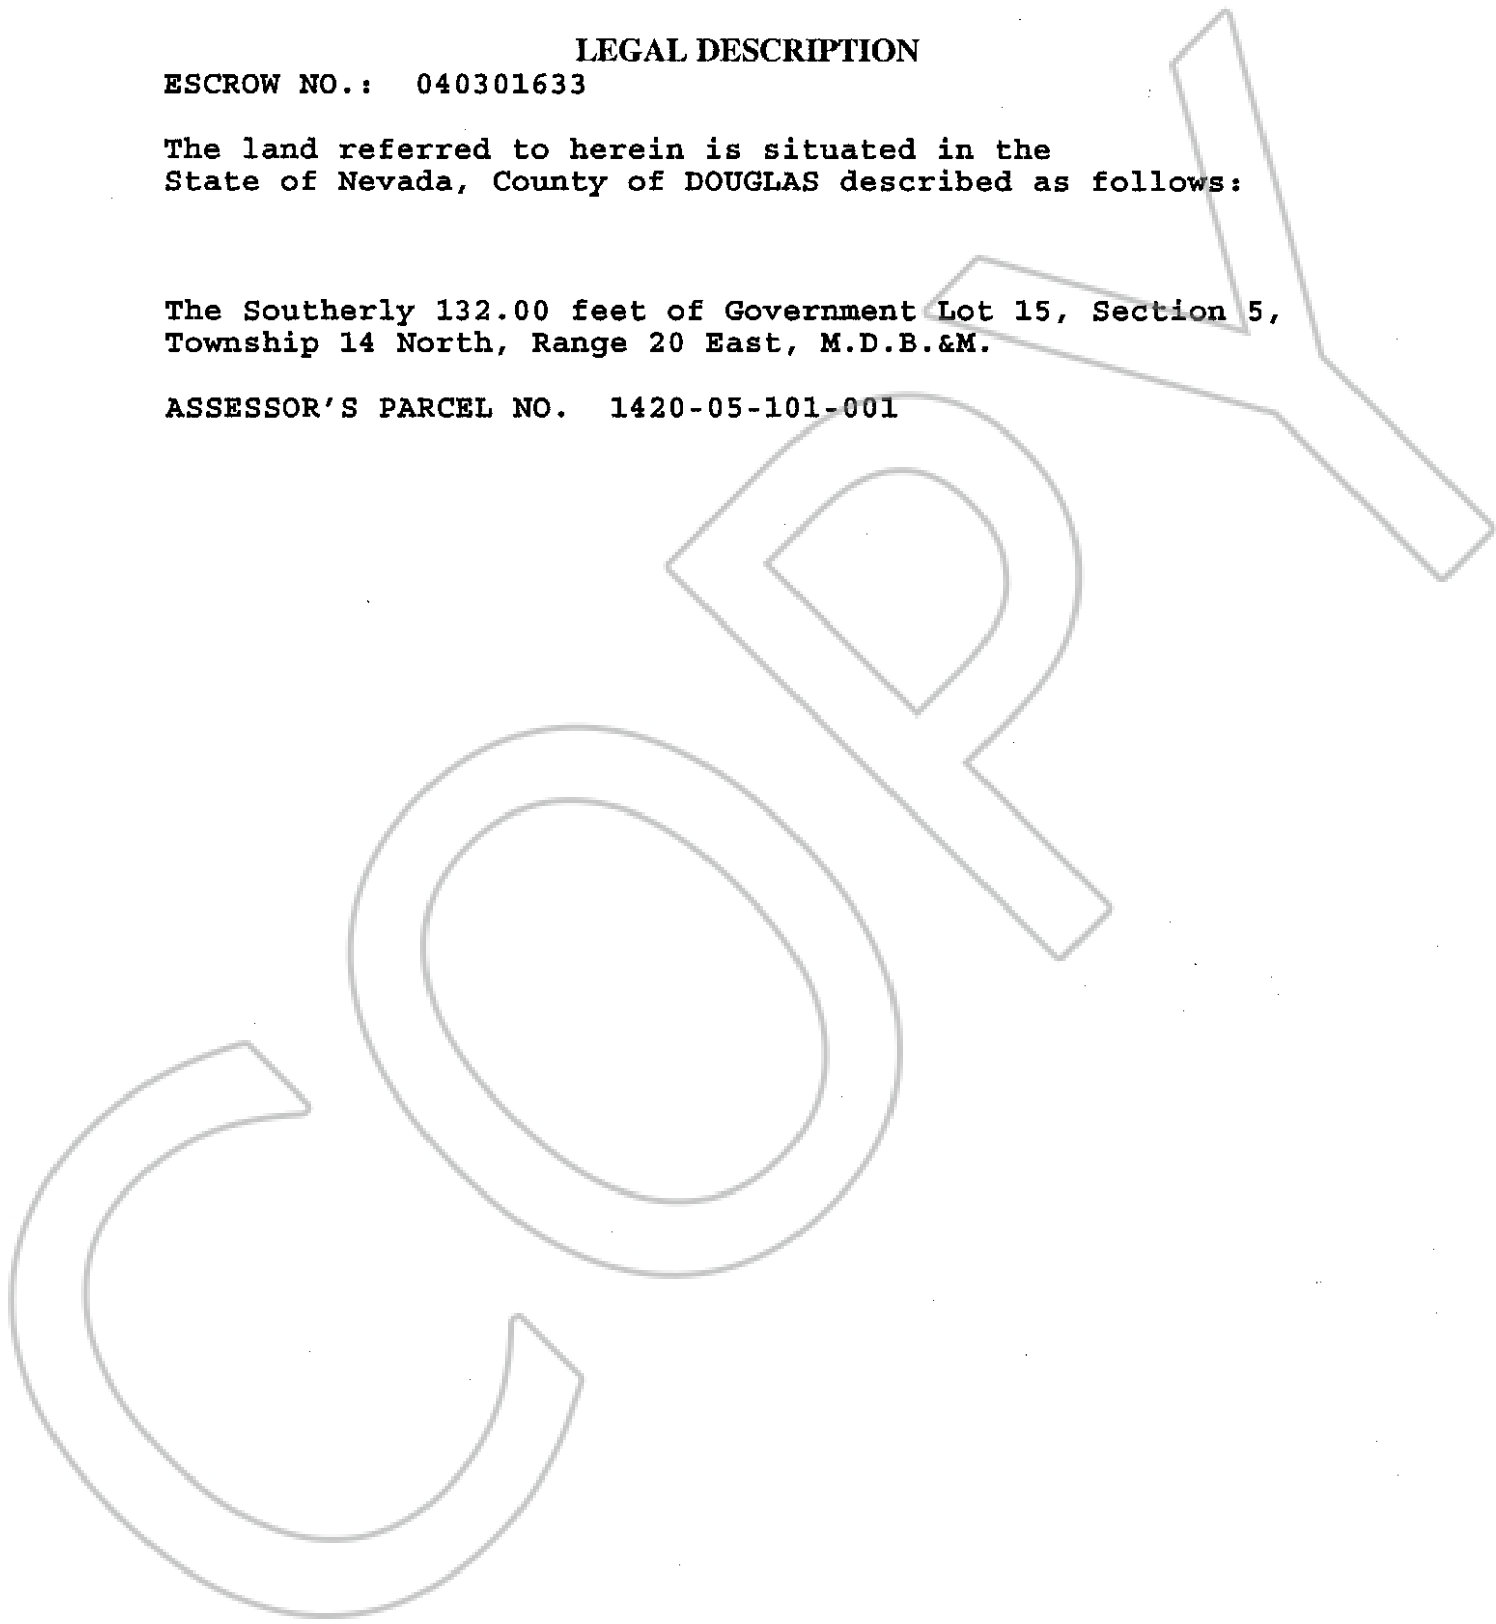 LEGAL DESCRIPTION
ESCROW NO.: 040301633
The land referred to herein is situated in the
State of Nevada, County of DOUGLAS described as follows:
The Southerly 132.00 feet of Government Lot 15, Section 5,
Township 14 North, Range 20 East, M.D.B.&M.
ASSESSOR'S PARCEL NO. 1420-05-101-001
COPY